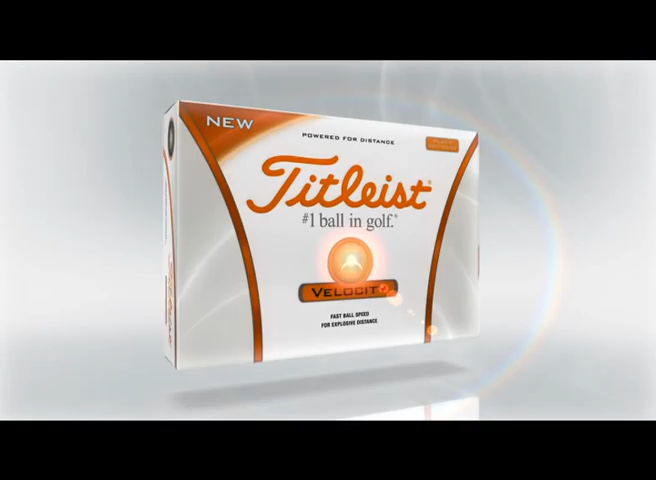 NEW
POWERED FOR DISTANCE
Titleist®
#1 ball in golf.®
VELOCITY
FAST BALL SPEED
FOR EXPLOSIVE DISTANCE